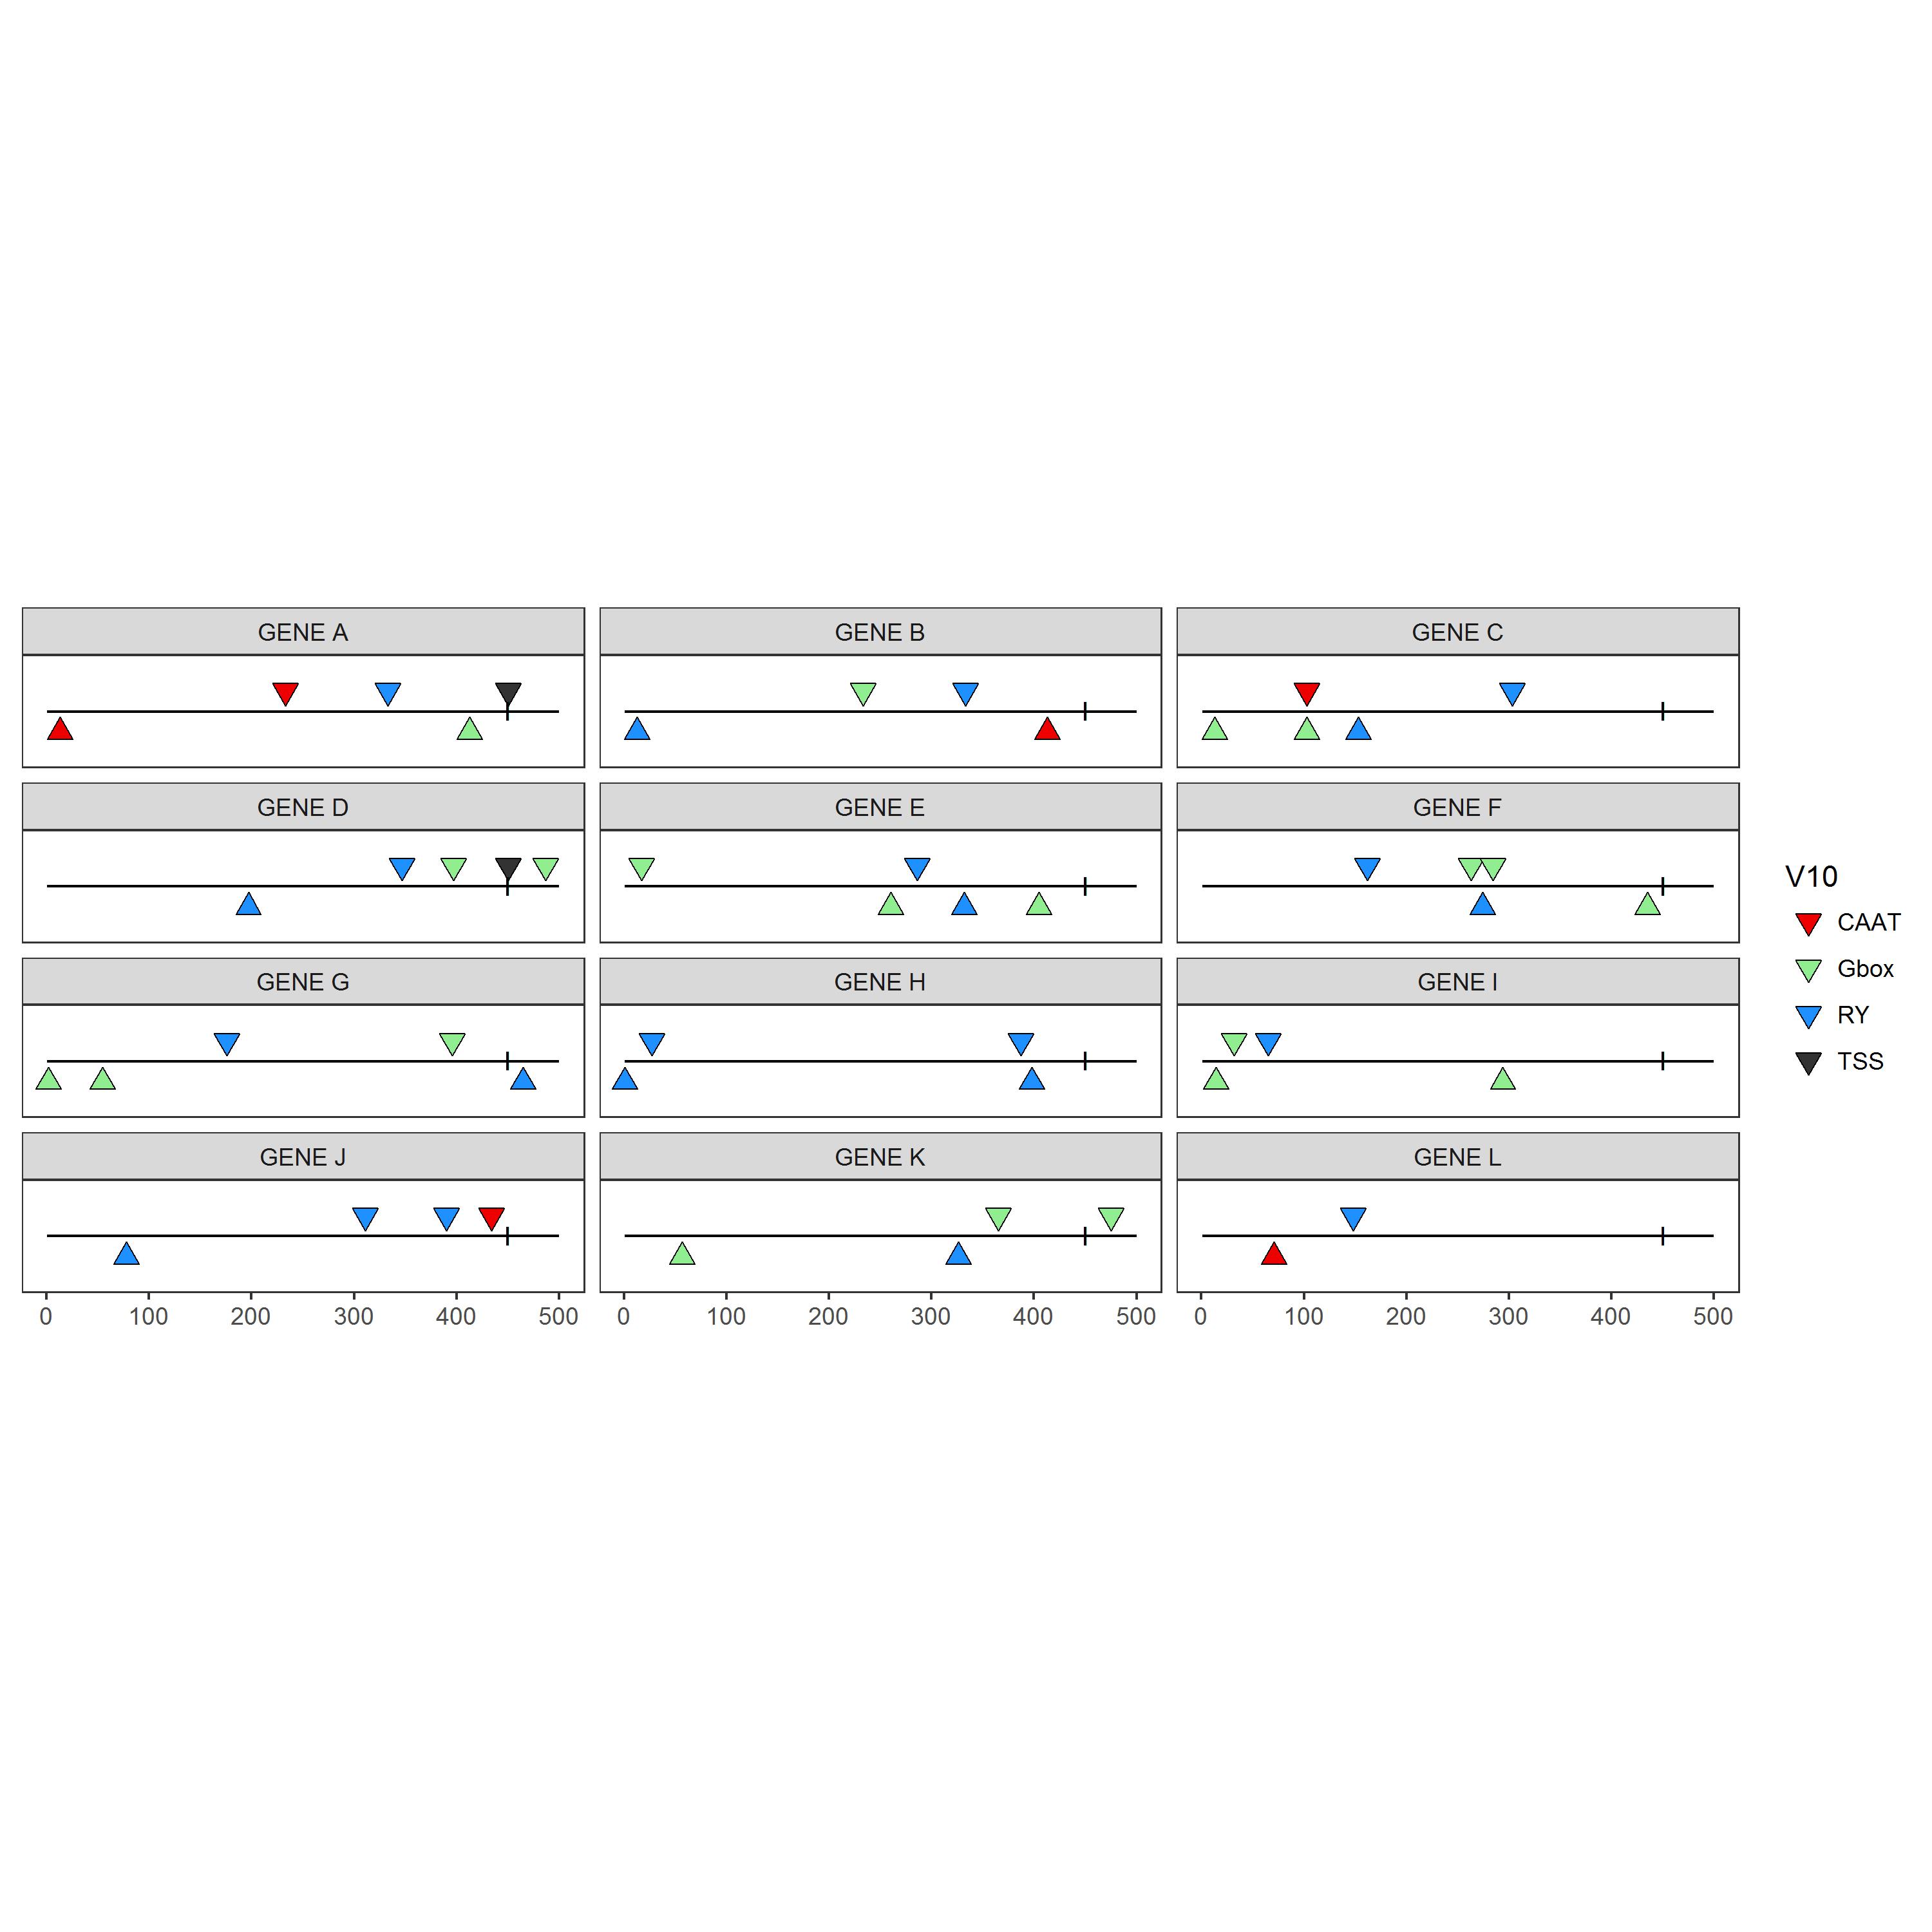 GENE A
GENE B
GENE C
GENE D
GENE E
GENE F
GENE G
GENE H
GENE I
GENE J
GENE K
GENE L
0 100 200 300 400 500
0 100 200 300 400 500
0 100 200 300 400 500
V10
CAAT
Gbox
RY
TSS